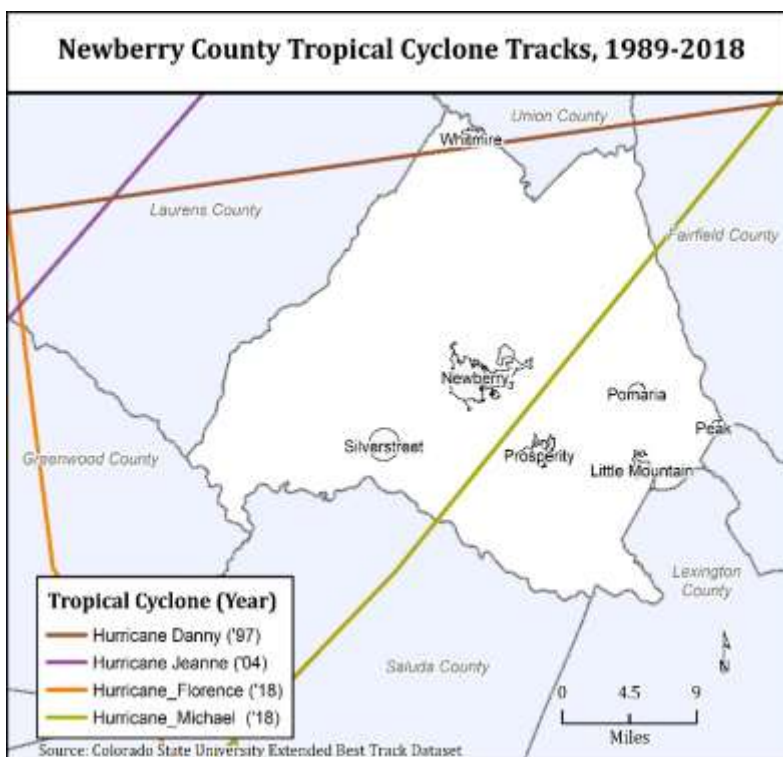 Newberry County Tropical Cyclone Tracks, 1989-2018
Union County
Whitmire
Laurens County
Fairfield County
Newberry
Pomaria
Peak
Silverstreet
Prosperity
Greenwood County
Little Mountain
Lexington
County
Tropical Cyclone (Year)
Hurricane Danny ('97)
Hurricane Jeanne ('04)
Hurricane_Florence ('18)
Hurricane_Michael ('18)
Saluda County
N
0 4.5 9
Miles
Source: Colorado State University Extended Best Track Dataset